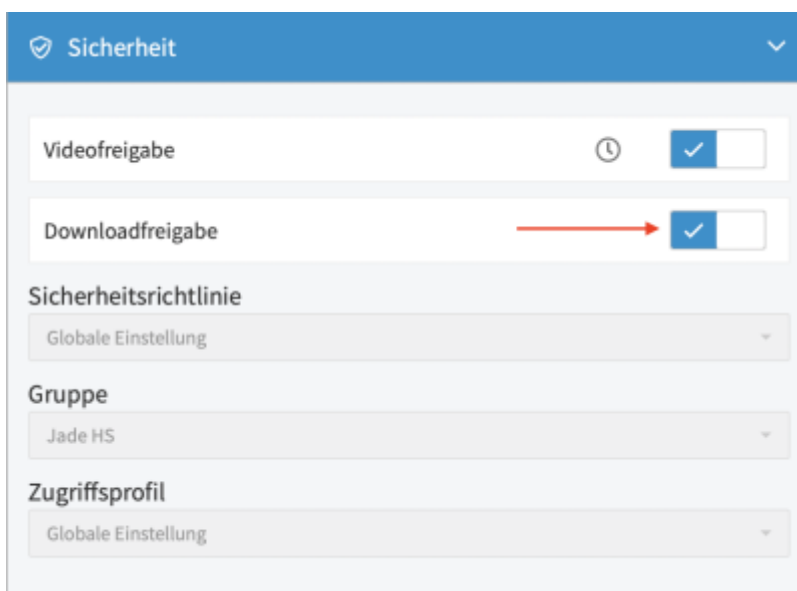 Sicherheit
Videofreigabe
Downloadfreigabe
Sicherheitsrichtlinie
Globale Einstellung
Gruppe
Jade HS
Zugriffsprofil
Globale Einstellung